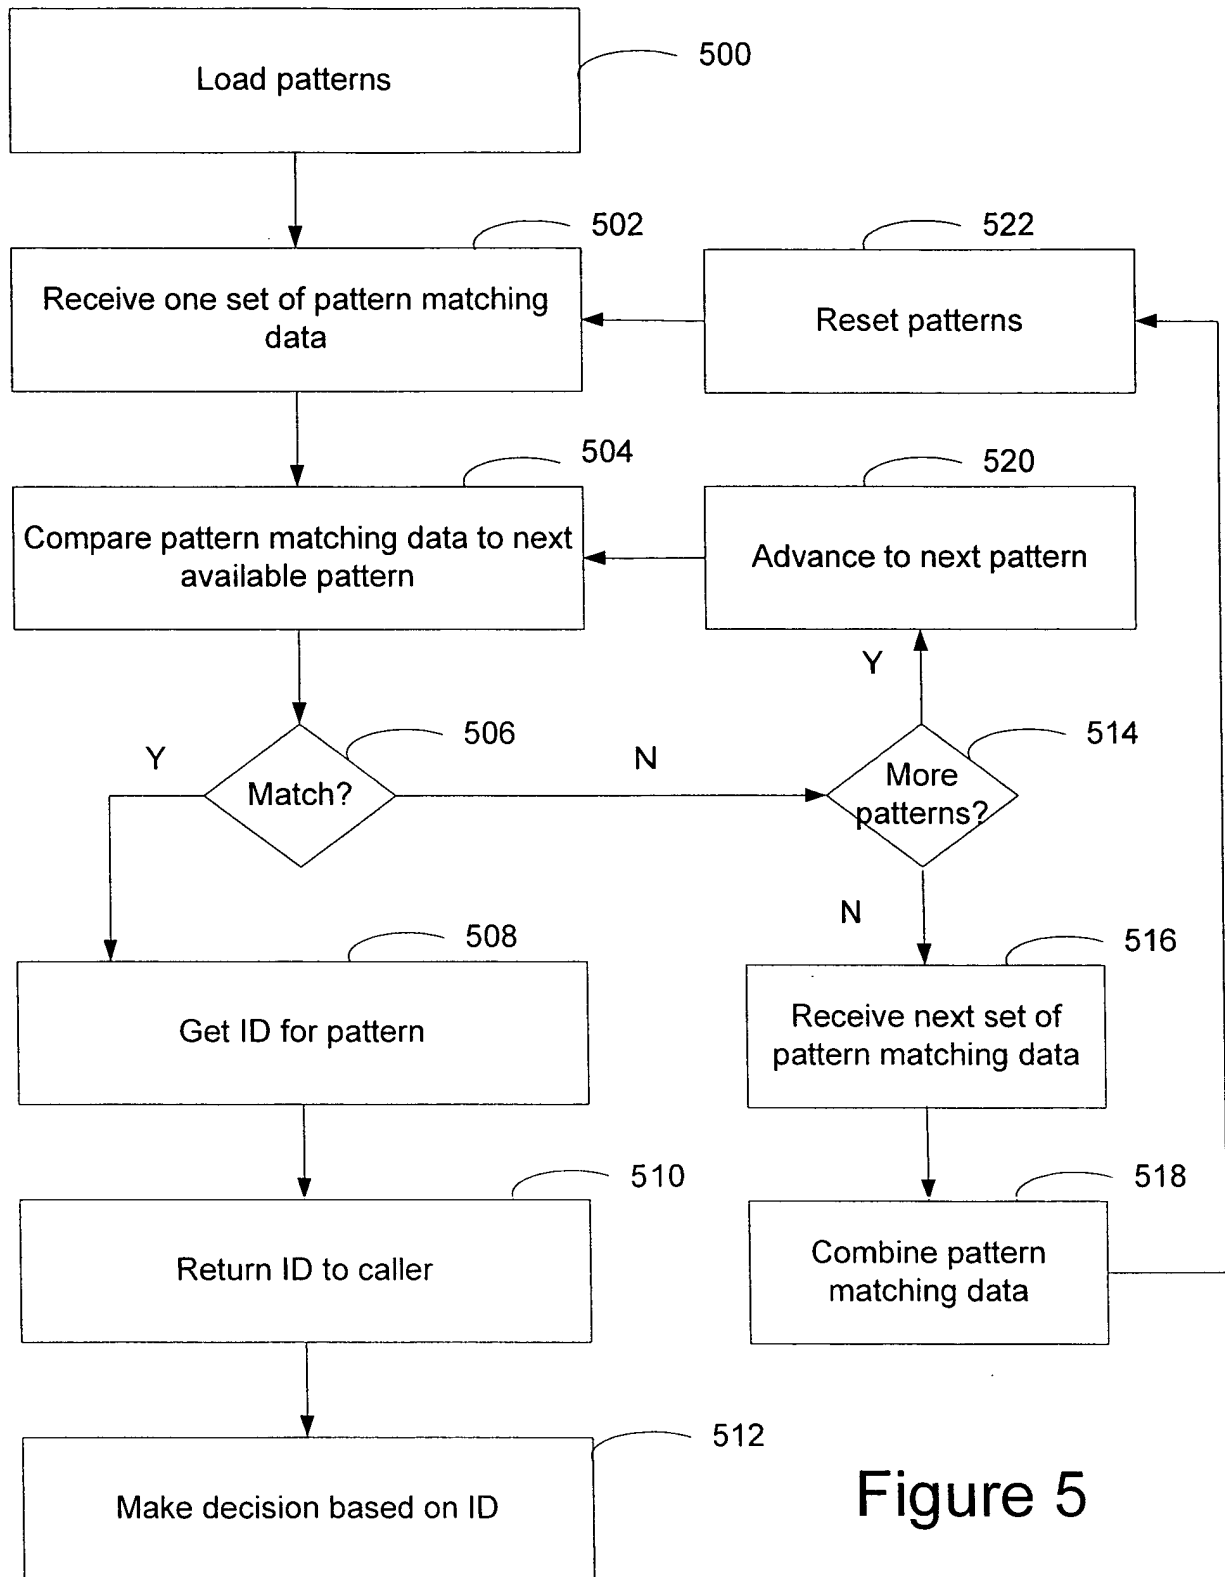 Load patterns
500
502
522
Receive one set of pattern matching
data
Reset patterns
504
520
Compare pattern matching data to next
available pattern
Advance to next pattern
Y
506
514
Y
N
Match?
More
patterns?
N
508
516
Get ID for pattern
Receive next set of
pattern matching data
510
518
Return ID to caller
Combine pattern
matching data
512
Make decision based on ID
Figure 5